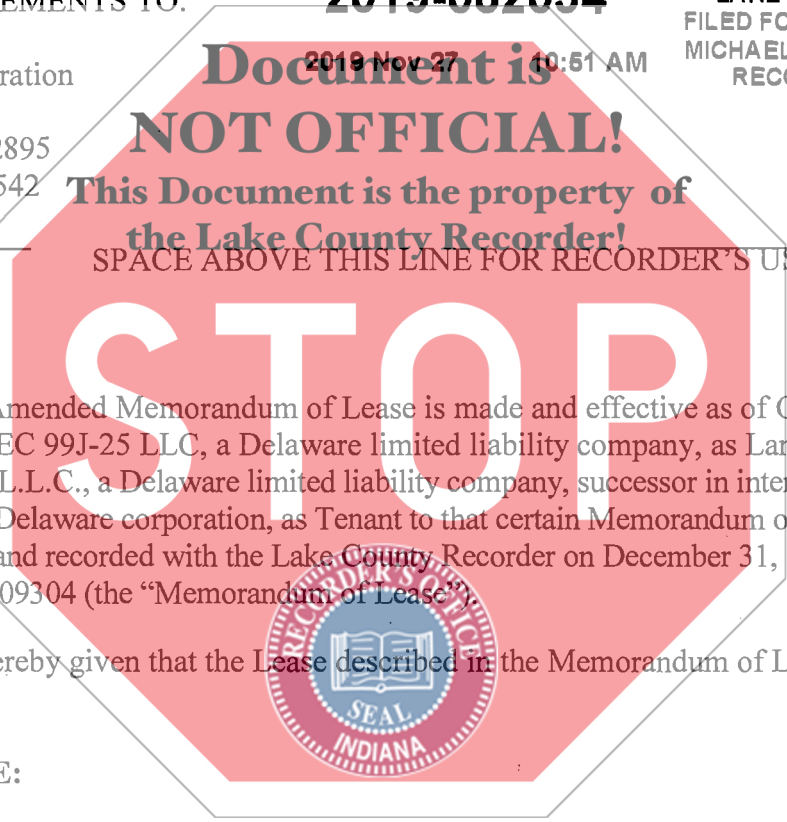 EMENTS TO:
LAKE
FILED FO
MICHAEL
RECO
2019 Nov 27 10:51 AM
ration
2895
542
Document is
NOT OFFICIAL!
This Document is the property of
the Lake County Recorder!
SPACE ABOVE THIS LINE FOR RECORDER'S US
STOP
Amended Memorandum of Lease is made and effective as of O
EC 99J-25 LLC, a Delaware limited liability company, as Lan
L.L.C., a Delaware limited liability company, successor in inter
Delaware corporation, as Tenant to that certain Memorandum o
and recorded with the Lake County Recorder on December 31,
09304 (the “Memorandum of Lease”).
ereby given that the Lease described in the Memorandum of L
RECORDER'S OFFICE
SEAL
INDIANA
E: